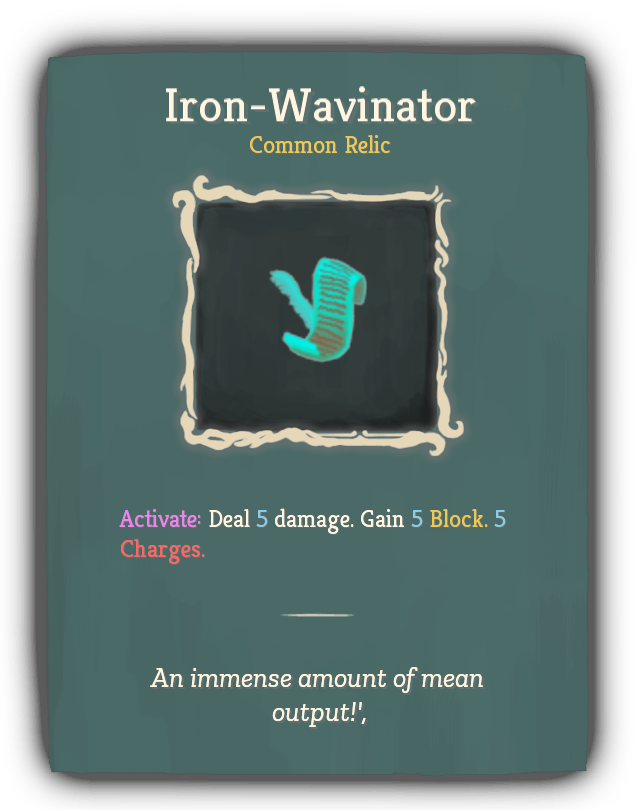 Iron-Wavinator
Common Relic
Activate: Deal 5 damage. Gain 5 Block. 5
Charges.
An immense amount of mean
output!',